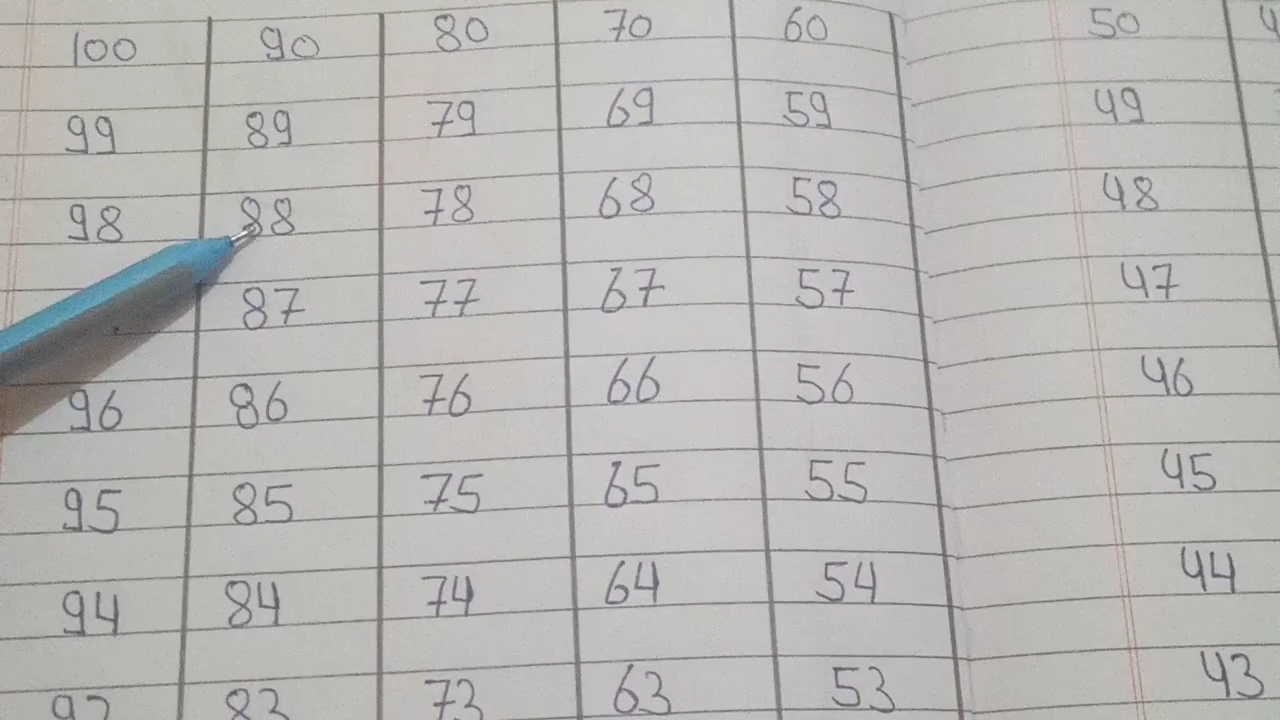 100 90 80 70 60 50
99 89 79 69 59 49
98 88 78 68 58 48
87 77 67 57 47
96 86 76 66 56 46
95 85 75 65 55 45
94 84 74 64 54 44
93 83 73 63 53 43